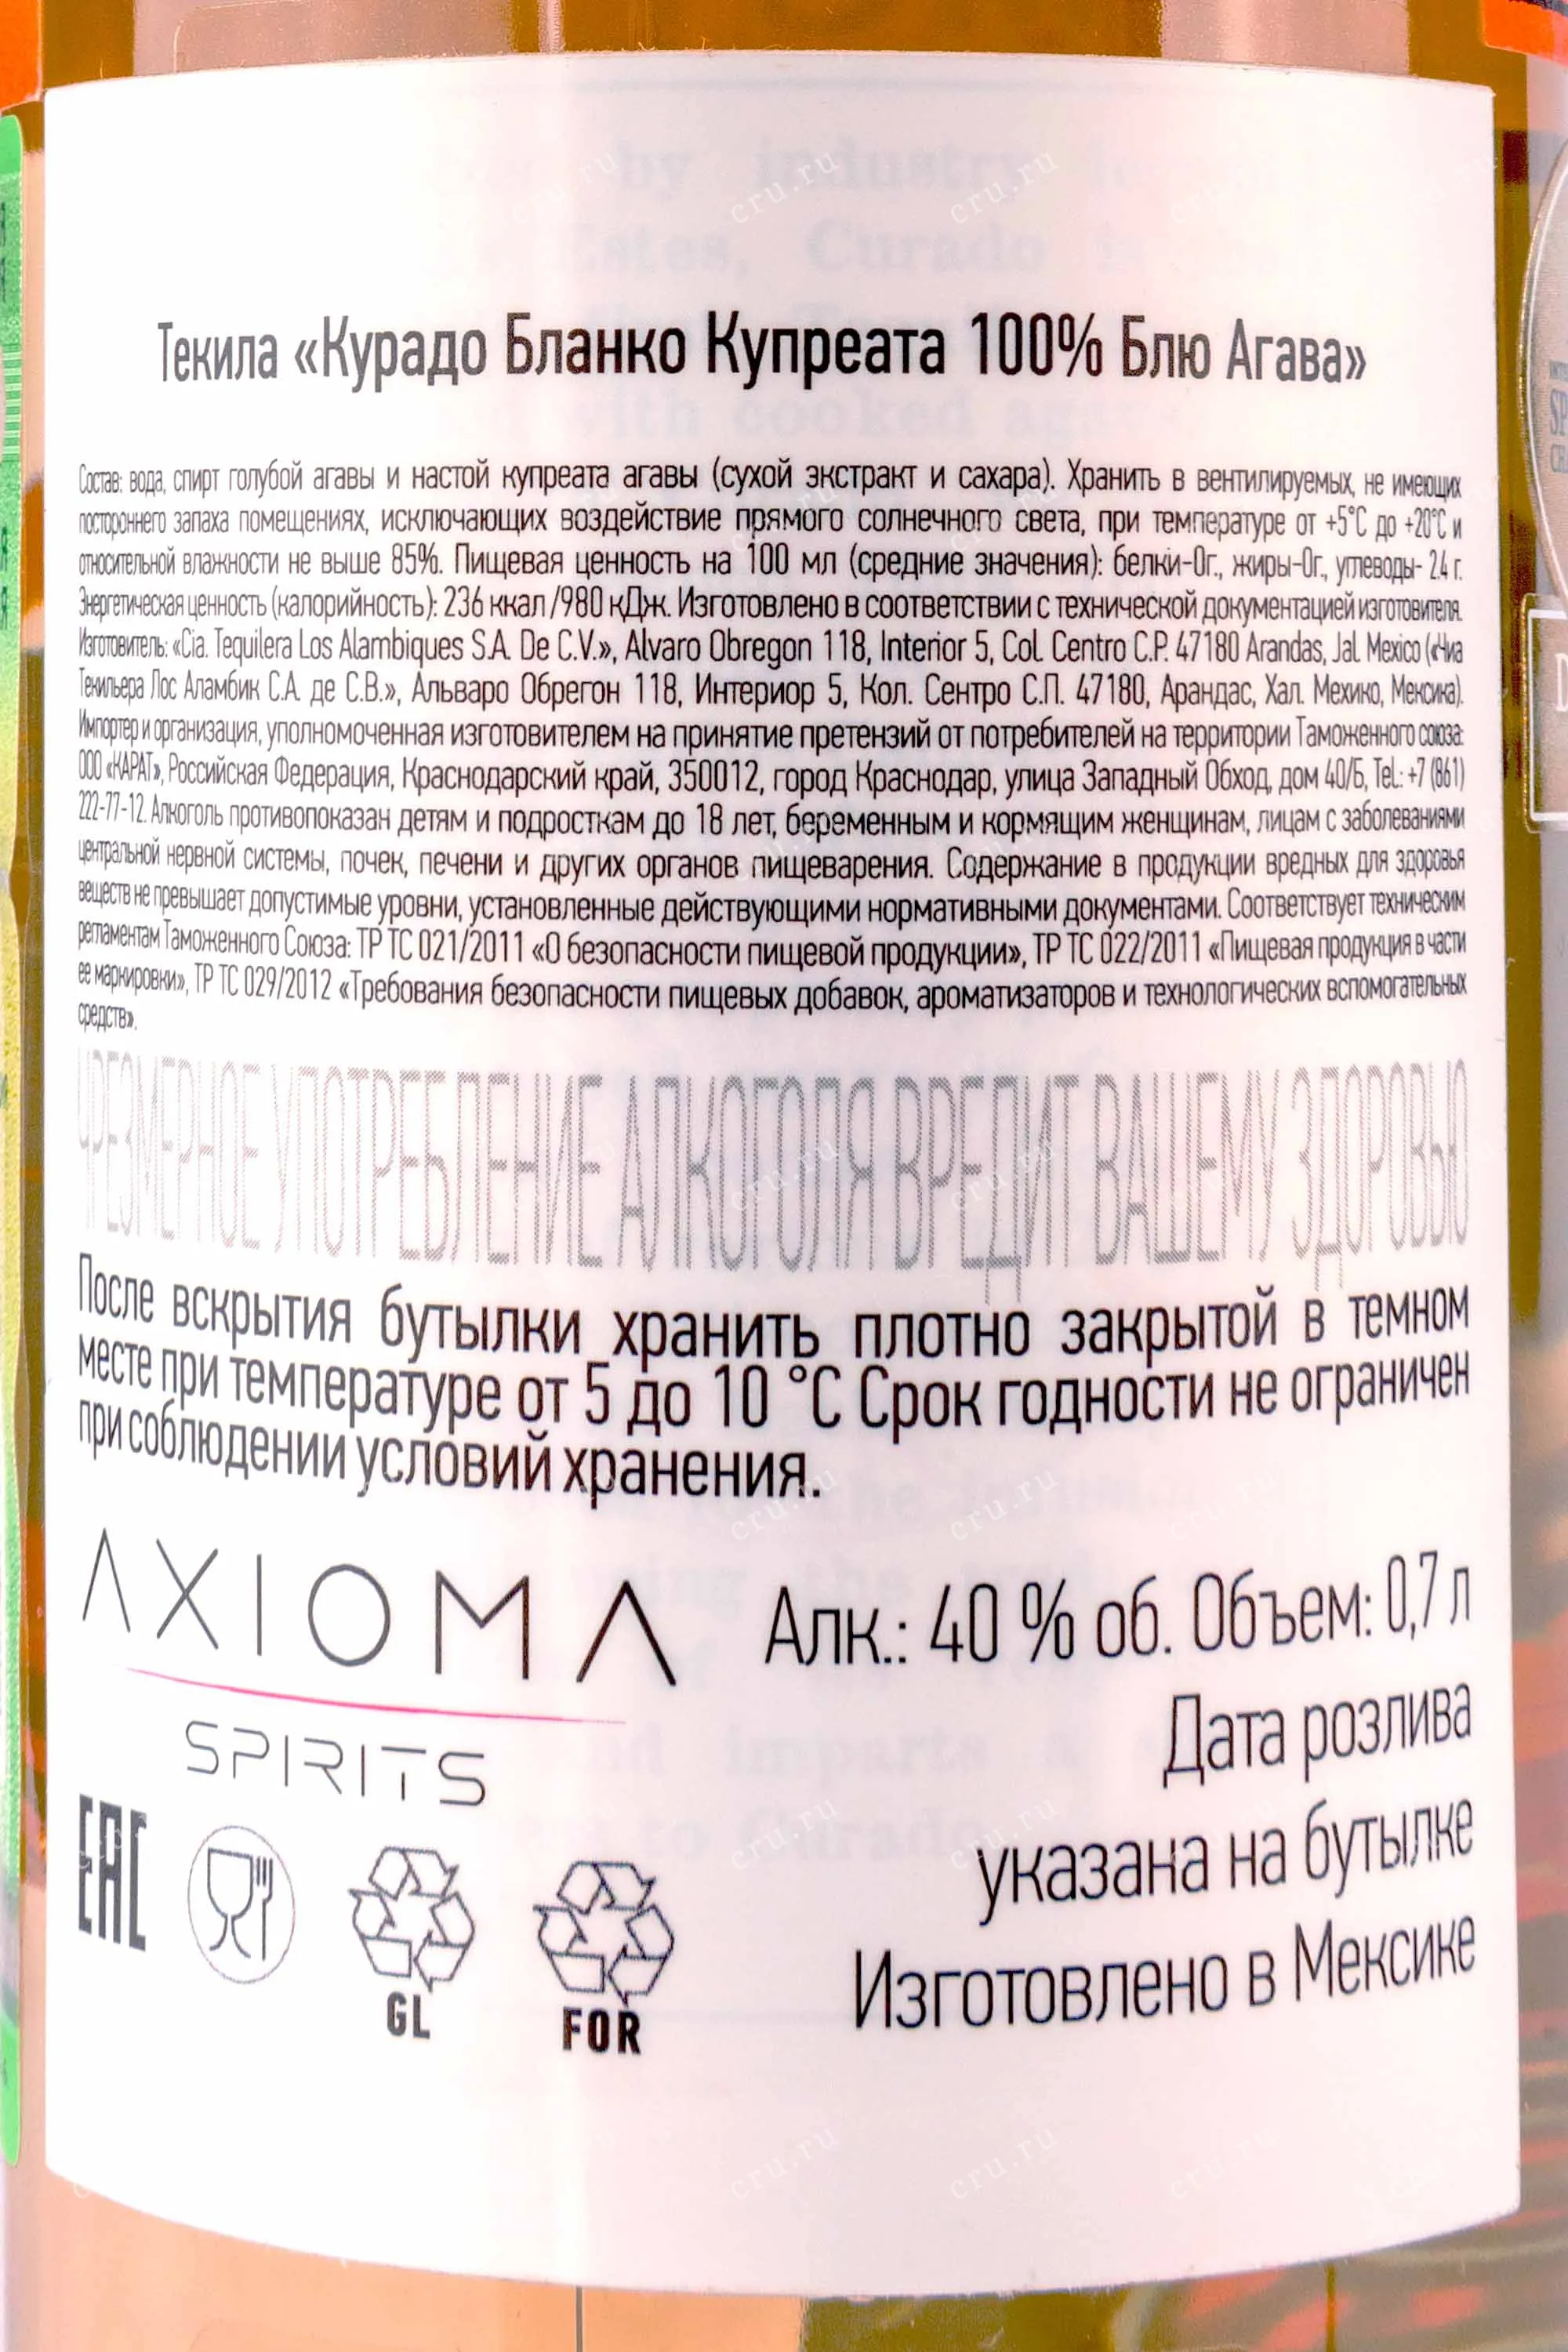 Текила «Курадо Бланко Купреата 100% Блю Агава»
Состав: вода, спирт голубой агавы и настой купреата агавы (сухой экстракт и сахара). Хранить в вентилируемых, не имеющих
постороннего запаха помещениях, исключающих воздействие прямого солнечного света, при температуре от +5°C до +20°C и
относительной влажности не выше 85%. Пищевая ценность на 100 мл (средние значения): белки-0г., жиры-0г., углеводы- 2.4 г.
Энергетическая ценность (калорийность): 236 ккал /980 кДж. Изготовлено в соответствии с технической документацией изготовителя.
Изготовитель: «Cia. Tequilera Los Alambiques S.A. De C.V.», Alvaro Obregon 118, Interior 5, Col. Centro C.P. 47180 Arandas, Jal. Mexico («Чиа
Текильера Лос Аламбик С.А. де С.В.», Альваро Обрегон 118, Интериор 5, Кол. Сентро С.П. 47180, Арандас, Хал. Мехико, Мексика).
Импортер и организация, уполномоченная изготовителем на принятие претензий от потребителей на территории Таможенного союза:
ООО «КАРАТ», Российская Федерация, Краснодарский край, 350012, город Краснодар, улица Западный Обход, дом 40/Б, Tel.: +7 (861)
222-77-12. Алкоголь противопоказан детям и подросткам до 18 лет, беременным и кормящим женщинам, лицам с заболеваниями
центральной нервной системы, почек, печени и других органов пищеварения. Содержание в продукции вредных для здоровья
веществ не превышает допустимые уровни, установленные действующими нормативными документами. Соответствует техническим
регламентам Таможенного Союза: ТР ТС 021/2011 «О безопасности пищевой продукции», ТР ТС 022/2011 «Пищевая продукция в части
ее маркировки», ТР ТС 029/2012 «Требования безопасности пищевых добавок, ароматизаторов и технологических вспомогательных
средств».
ЧРЕЗМЕРНОЕ УПОТРЕБЛЕНИЕ АЛКОГОЛЯ ВРЕДИТ ВАШЕМУ ЗДОРОВЬЮ
После вскрытия бутылки хранить плотно закрытой в темном
месте при температуре от 5 до 10 °C Срок годности не ограничен
при соблюдении условий хранения.
AXIOMA
SPIRITS
Алк.: 40 % об. Объем: 0,7 л
Дата розлива
указана на бутылке
Изготовлено в Мексике
EAC
GL
FOR
cru.ru